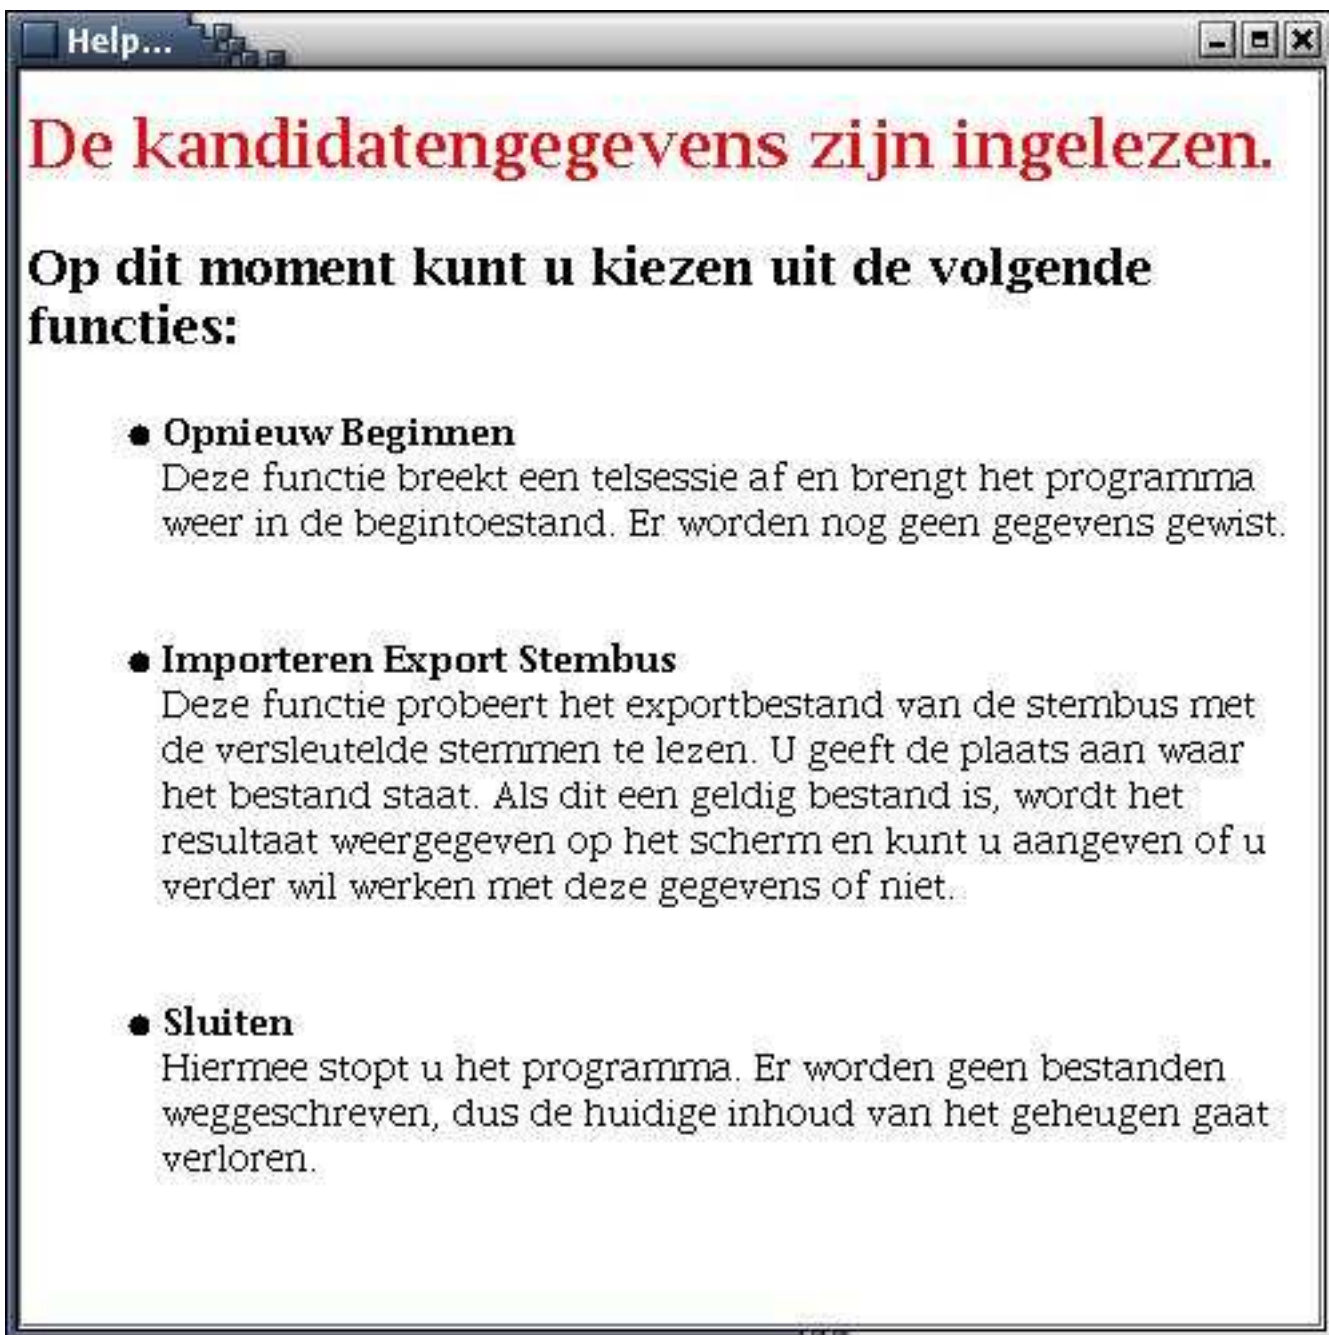 Help...
De kandidatengegevens zijn ingelezen.
Op dit moment kunt u kiezen uit de volgende
functies:
● Opnieuw Beginnen
Deze functie breekt een telsessie af en brengt het programma
weer in de begintoestand. Er worden nog geen gegevens gewist.
● Importeren Export Stembus
Deze functie probeert het exportbestand van de stembus met
de versleutelde stemmen te lezen. U geeft de plaats aan waar
het bestand staat. Als dit een geldig bestand is, wordt het
resultaat weergegeven op het scherm en kunt u aangeven of u
verder wil werken met deze gegevens of niet.
● Sluiten
Hiermee stopt u het programma. Er worden geen bestanden
weggeschreven, dus de huidige inhoud van het geheugen gaat
verloren.